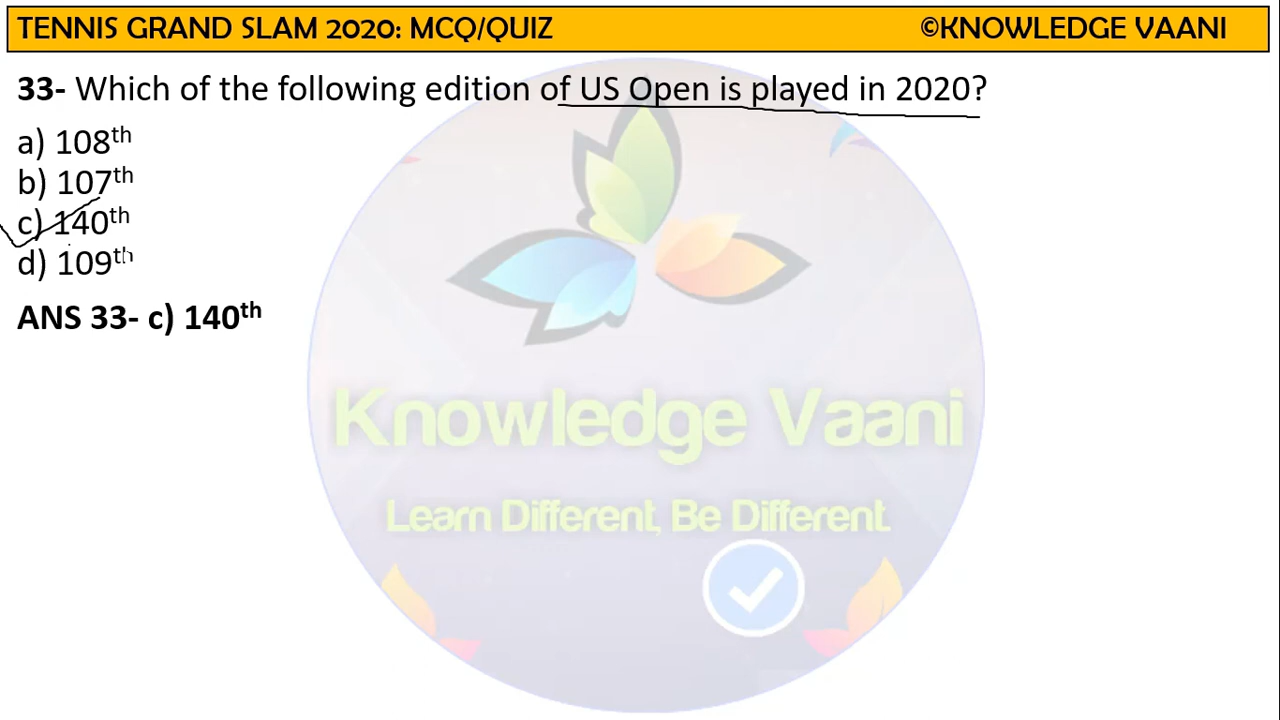 TENNIS GRAND SLAM 2020: MCQ/QUIZ ©KNOWLEDGE VAANI
33- Which of the following edition of US Open is played in 2020?
a) 108th
b) 107th
c) 140th
d) 109th
ANS 33- c) 140th
Knowledge Vaani
Learn Different, Be Different